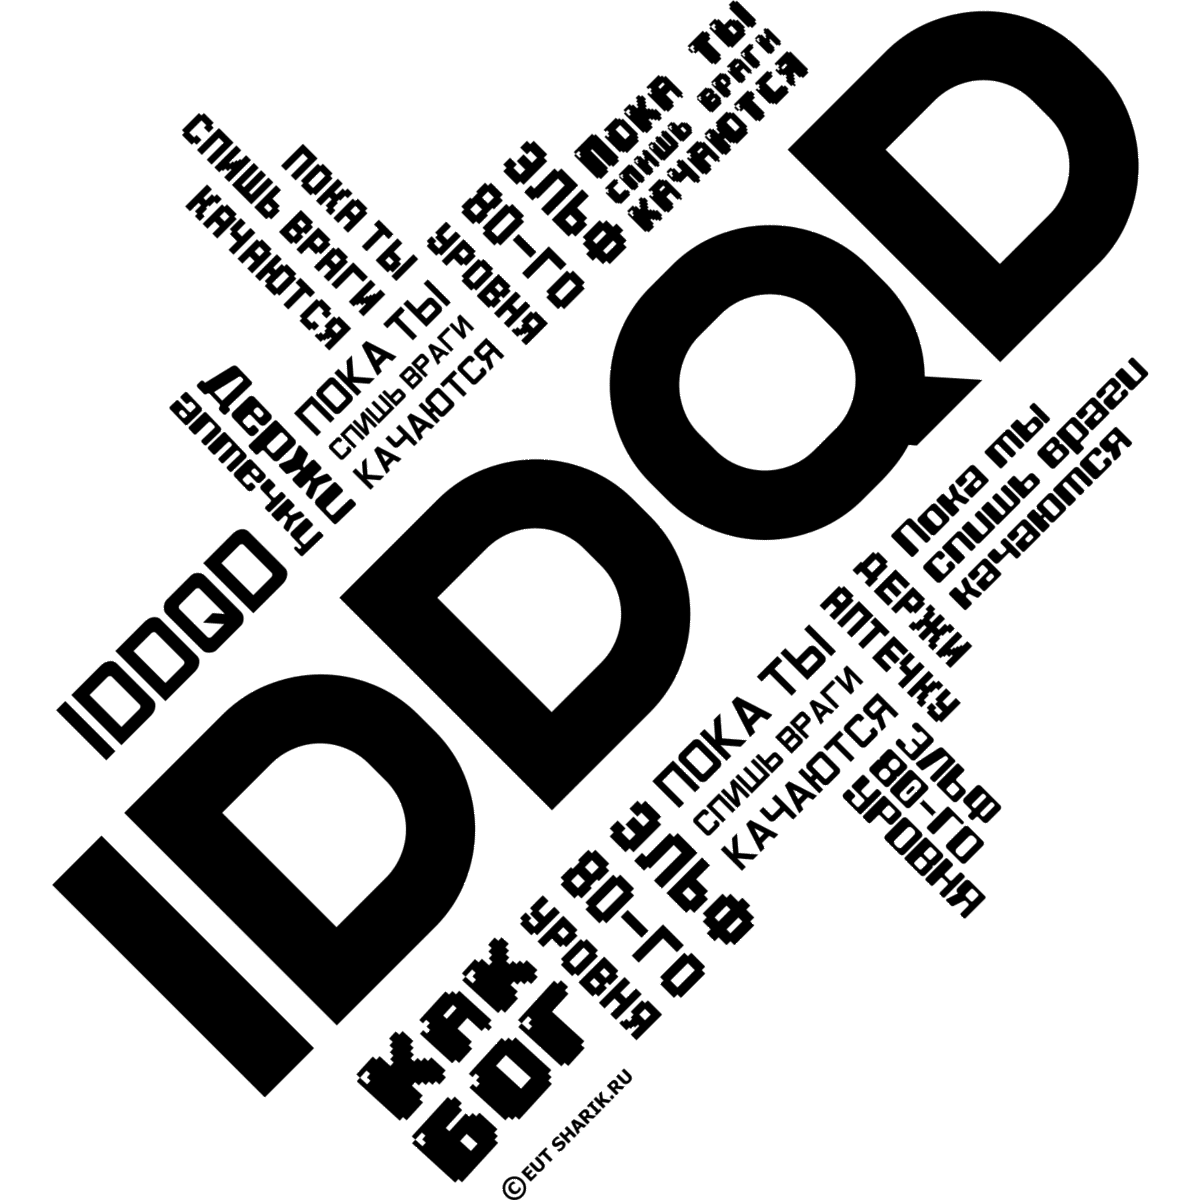 ПОКА ТЫ
СПИШЬ ВРАГИ
КАЧАЮТСЯ
ЭЛЬФ
80-ГО
УРОВНЯ
Пока ты
спишь враги
качаются
ПОКА ТЫ
СПИШЬ ВРАГИ
КАЧАЮТСЯ
Держи
аптечку
IDDQD
IDDQD
Пока ты
спишь враги
качаются
ДЕРЖИ
АПТЕЧКУ
ПОКА ТЫ
СПИШЬ ВРАГИ
КАЧАЮТСЯ
ЭЛЬФ
80-ГО
УРОВНЯ
ЭЛЬФ
80-ГО
УРОВНЯ
КАК
БОГ
©EUT SHARIK.RU